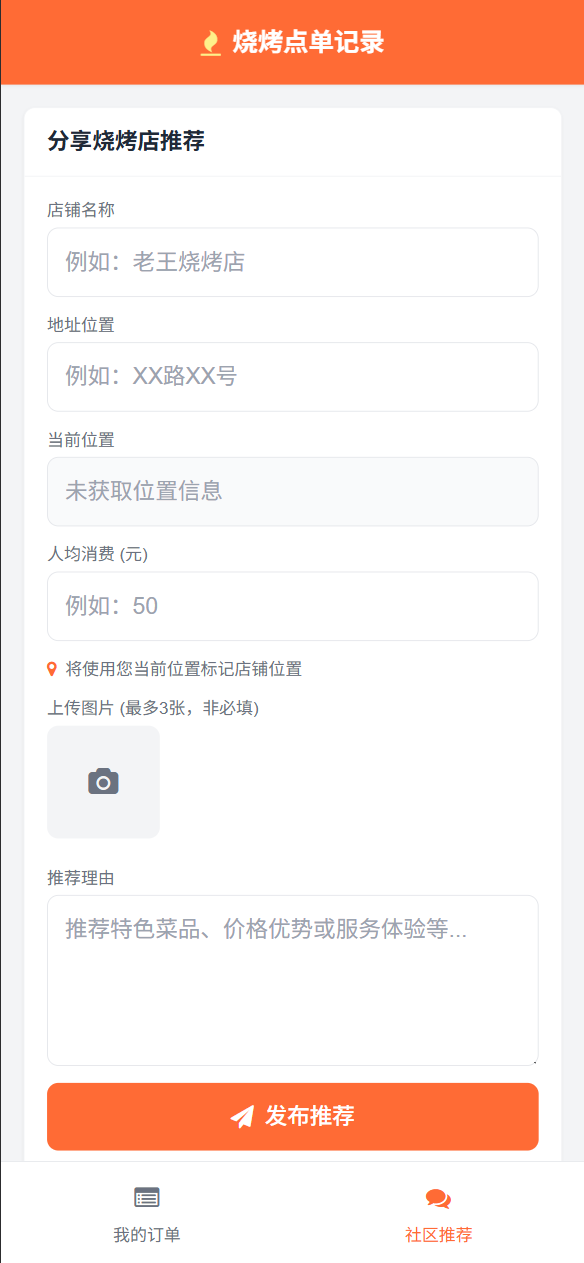 烧烤点单记录
分享烧烤店推荐
店铺名称
例如：老王烧烤店
地址位置
例如：XX路XX号
当前位置
未获取位置信息
人均消费 (元)
例如：50
将使用您当前位置标记店铺位置
上传图片 (最多3张，非必填)
推荐理由
推荐特色菜品、价格优势或服务体验等...
发布推荐
我的订单
社区推荐